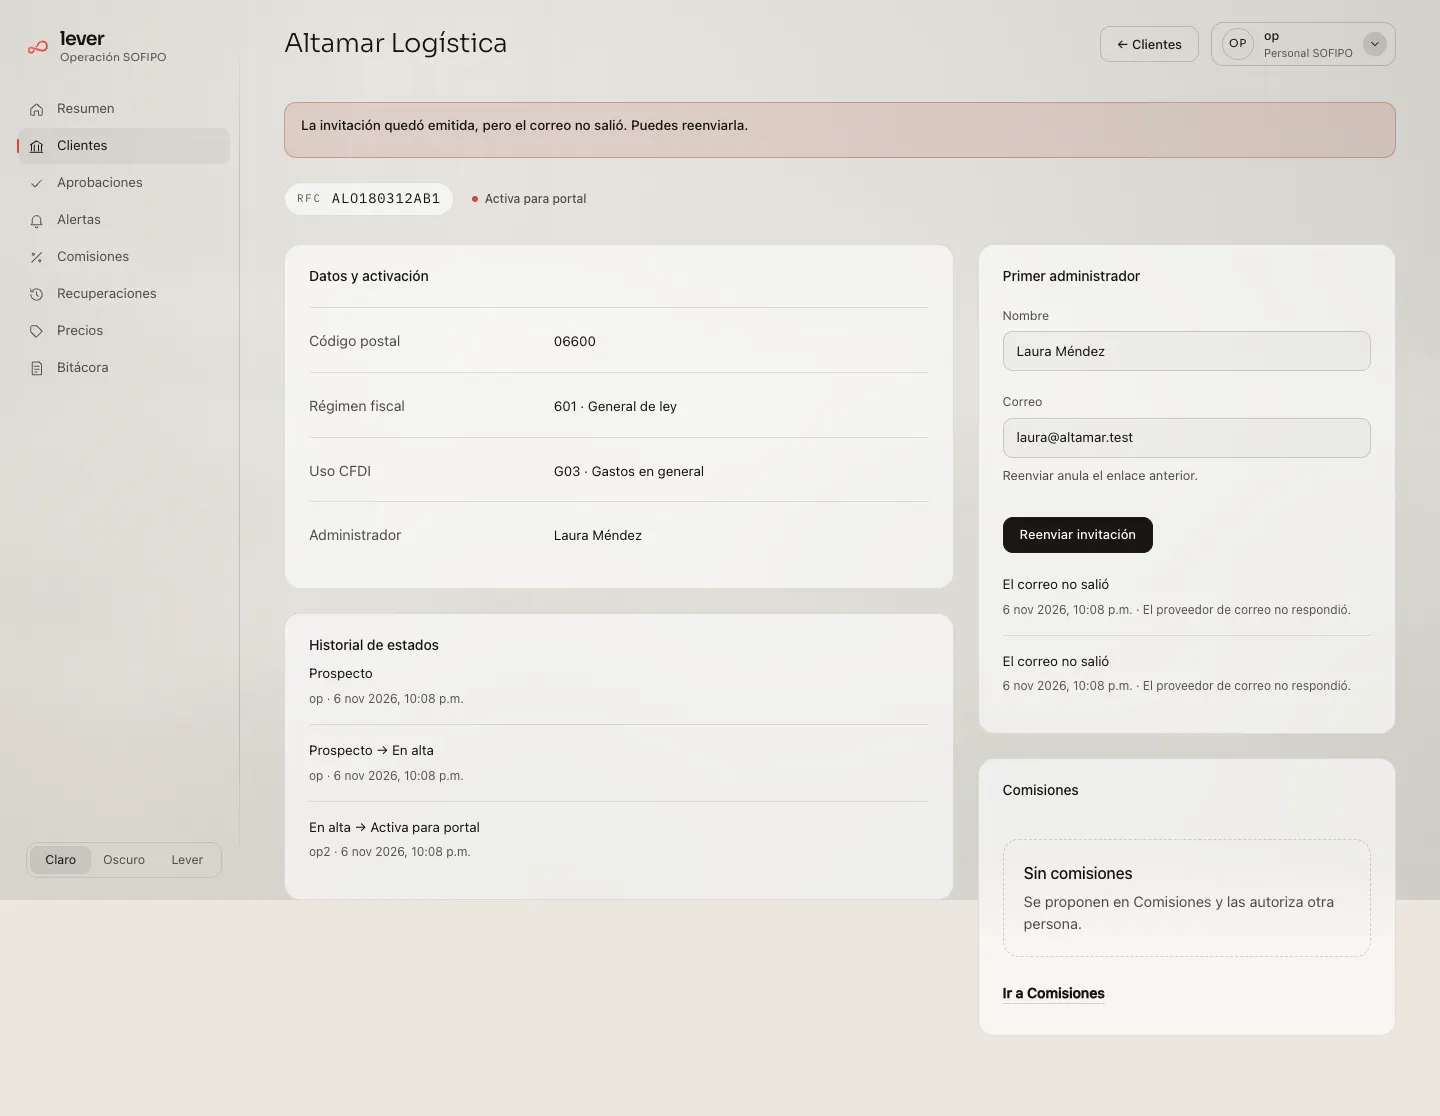 lever
Operación SOFIPO
Resumen
Clientes
Aprobaciones
Alertas
Comisiones
Recuperaciones
Precios
Bitácora
Claro Oscuro Lever
Altamar Logística
← Clientes
OP
op
Personal SOFIPO
La invitación quedó emitida, pero el correo no salió. Puedes reenviarla.
RFC ALO180312AB1
Activa para portal
Datos y activación
Código postal 06600
Régimen fiscal 601 · General de ley
Uso CFDI G03 · Gastos en general
Administrador Laura Méndez
Historial de estados
Prospecto
op · 6 nov 2026, 10:08 p.m.
Prospecto → En alta
op · 6 nov 2026, 10:08 p.m.
En alta → Activa para portal
op2 · 6 nov 2026, 10:08 p.m.
Primer administrador
Nombre
Laura Méndez
Correo
laura@altamar.test
Reenviar anula el enlace anterior.
Reenviar invitación
El correo no salió
6 nov 2026, 10:08 p.m. · El proveedor de correo no respondió.
El correo no salió
6 nov 2026, 10:08 p.m. · El proveedor de correo no respondió.
Comisiones
Sin comisiones
Se proponen en Comisiones y las autoriza otra
persona.
Ir a Comisiones